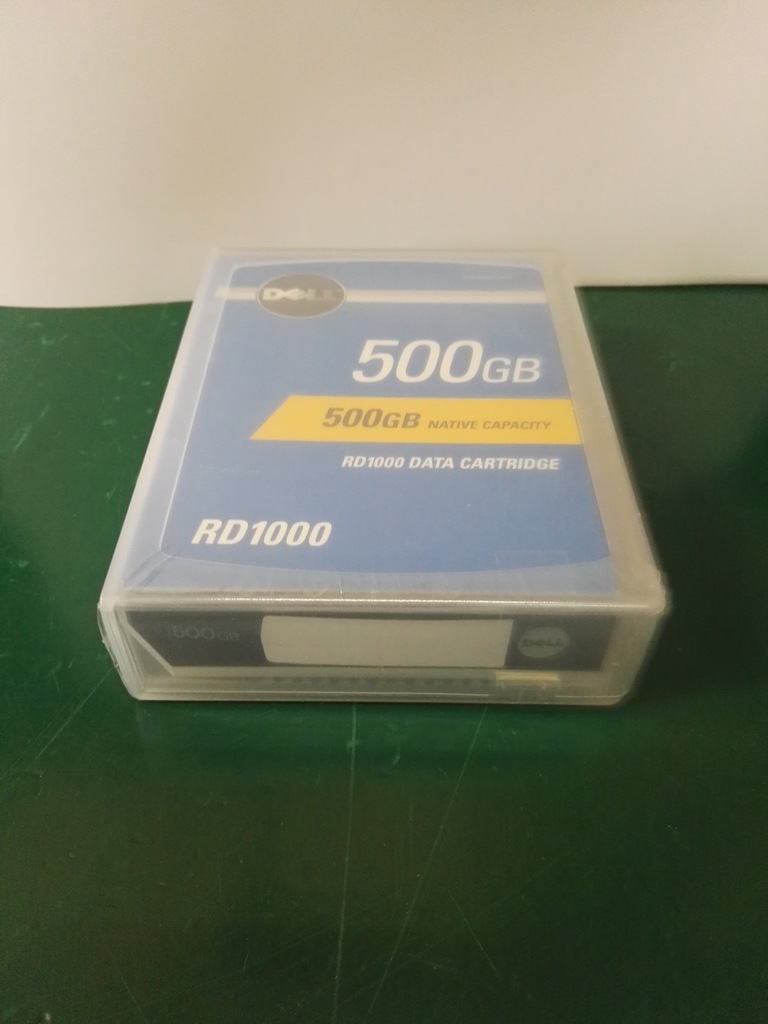 DELL
500GB
500GB NATIVE CAPACITY
RD1000 DATA CARTRIDGE
RD1000
500GB
DELL